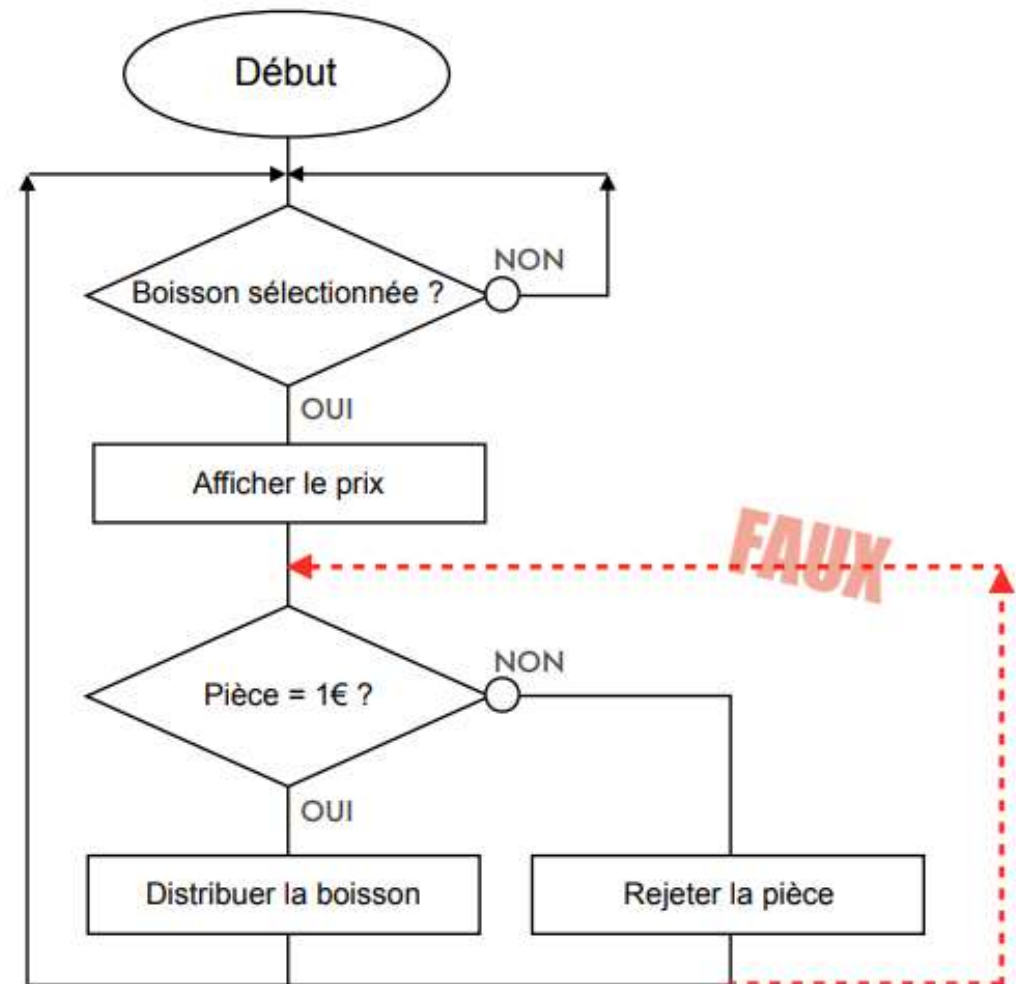 Début
NON
Boisson sélectionnée ?
OUI
Afficher le prix
FAUX
NON
Pièce = 1€ ?
OUI
Distribuer la boisson
Rejeter la pièce